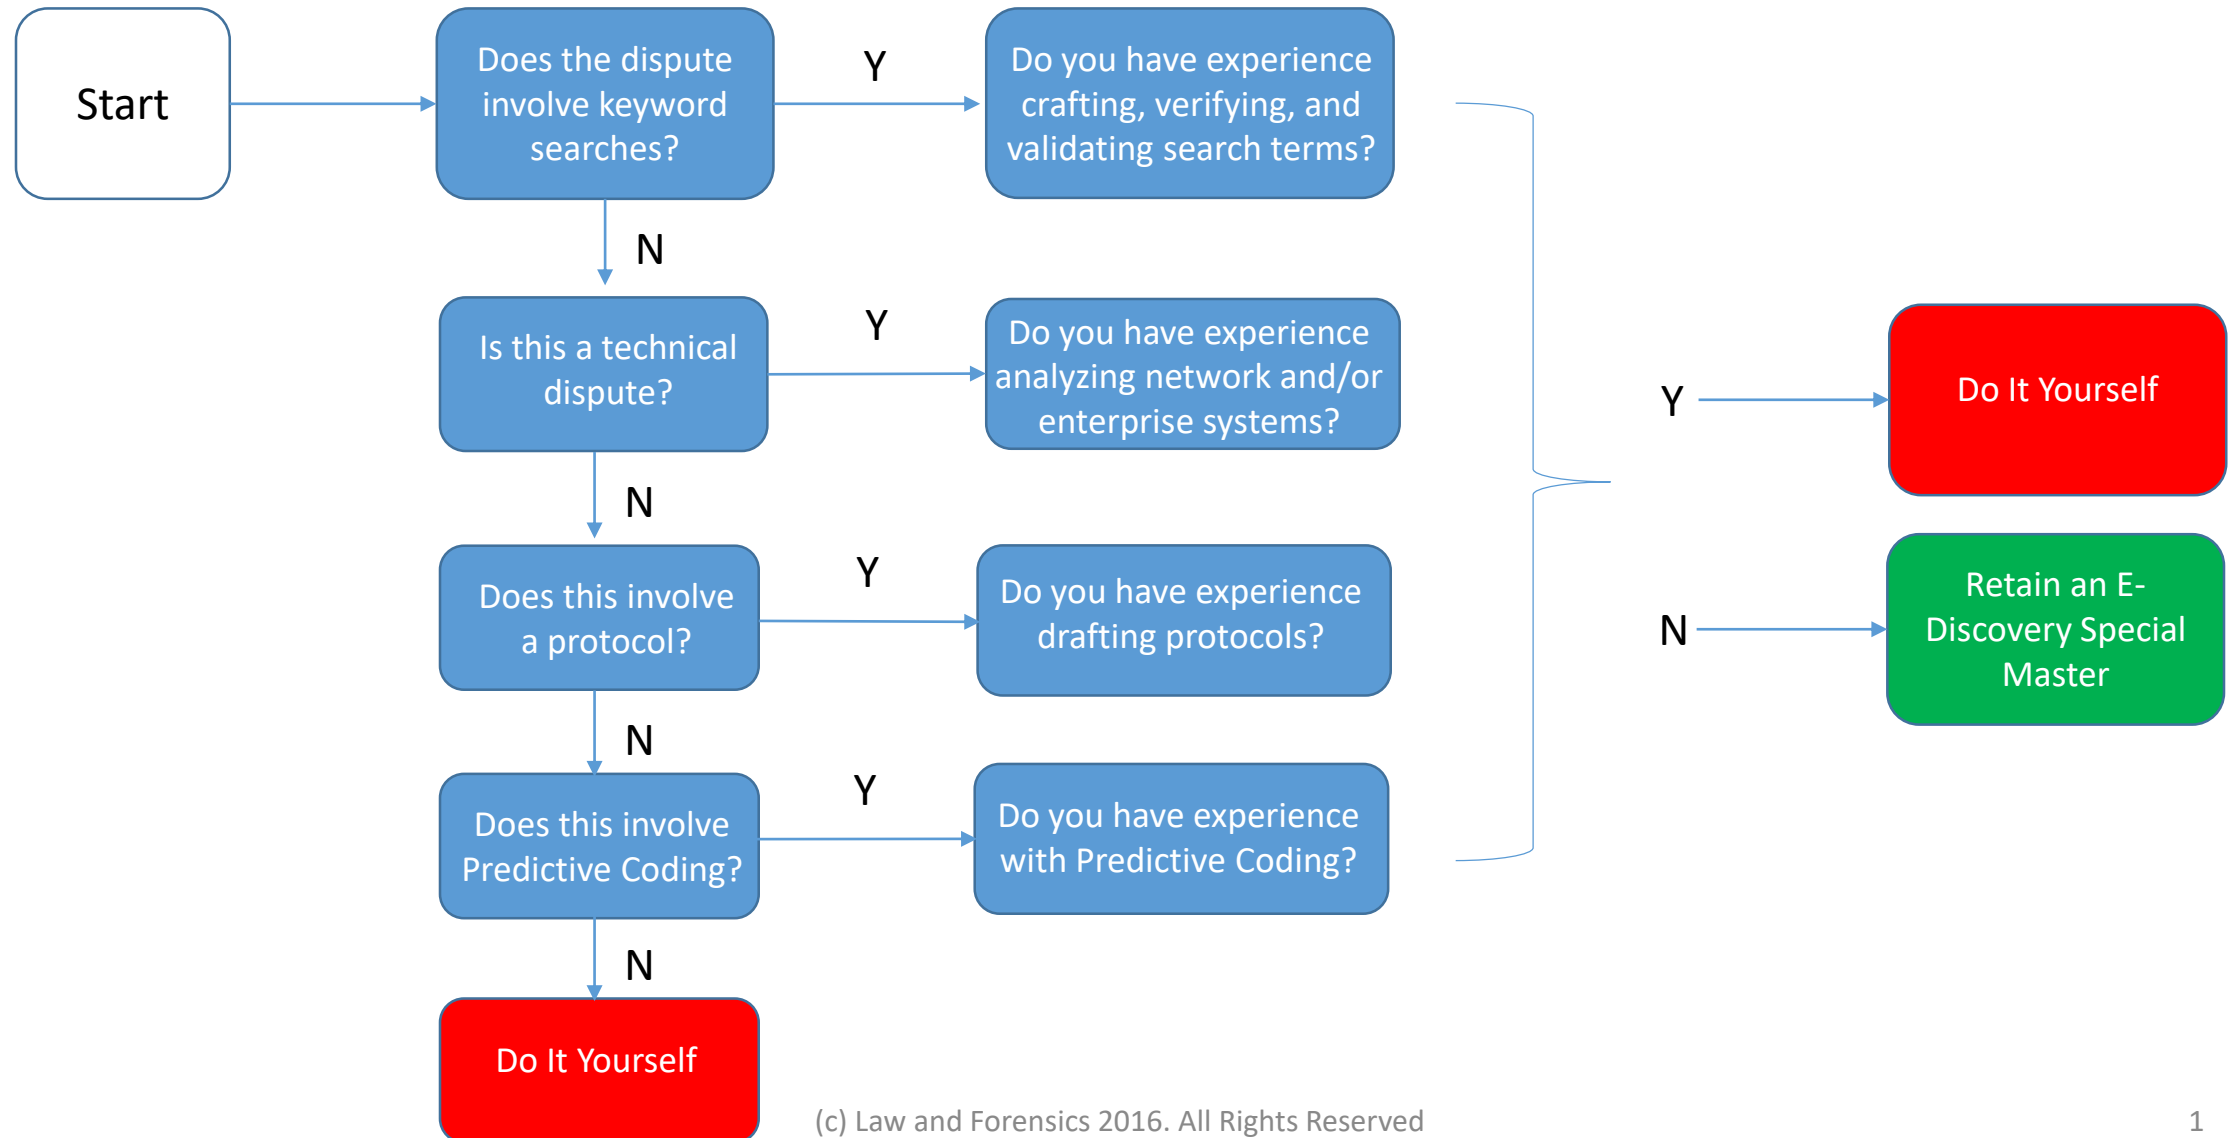 Start
Does the dispute
involve keyword
searches?
Y
Do you have experience
crafting, verifying, and
validating search terms?
N
Is this a technical
dispute?
Y
Do you have experience
analyzing network and/or
enterprise systems?
N
Does this involve
a protocol?
Y
Do you have experience
drafting protocols?
N
Does this involve
Predictive Coding?
Y
Do you have experience
with Predictive Coding?
N
Do It Yourself
Y
Do It Yourself
N
Retain an E-
Discovery Special
Master
(c) Law and Forensics 2016. All Rights Reserved
1